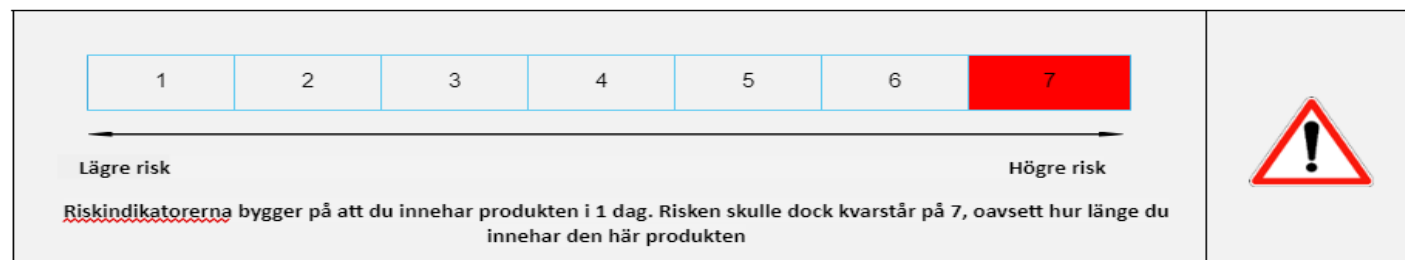 1 2 3 4 5 6 7
Lägre risk Högre risk
Riskindikatorerna bygger på att du innehar produkten i 1 dag. Risken skulle dock kvarstår på 7, oavsett hur länge du
innehar den här produkten